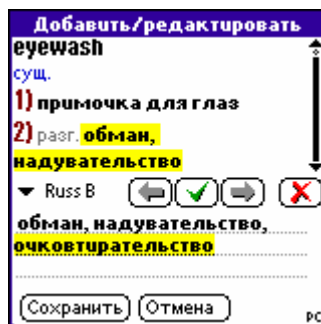 Добавить/редактировать
eyewash
сущ.
1) примочка для глаз
2) разг. обман,
надувательство
Russ B
обман, надувательство,
очковтирательство
Сохранить Отмена